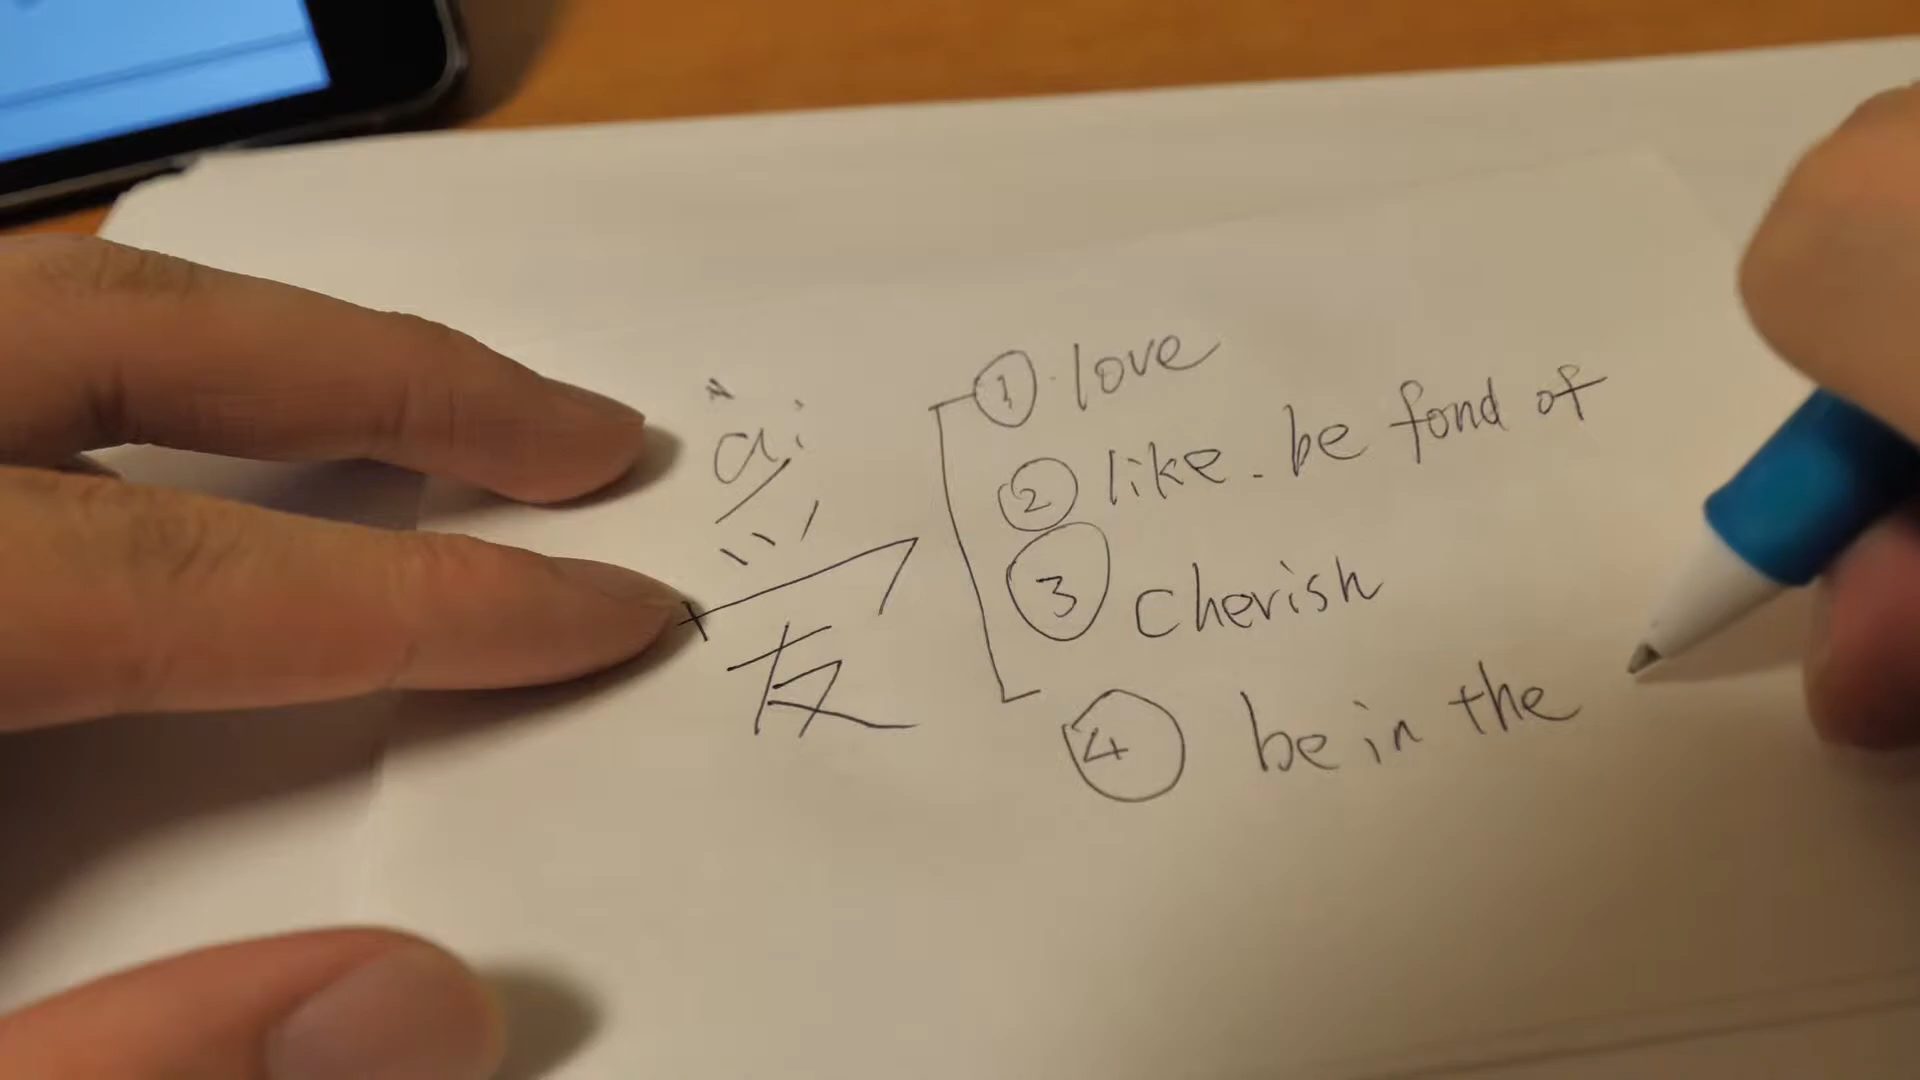 ài
爱
① love
② like. be fond of
③ cherish
④ be in the